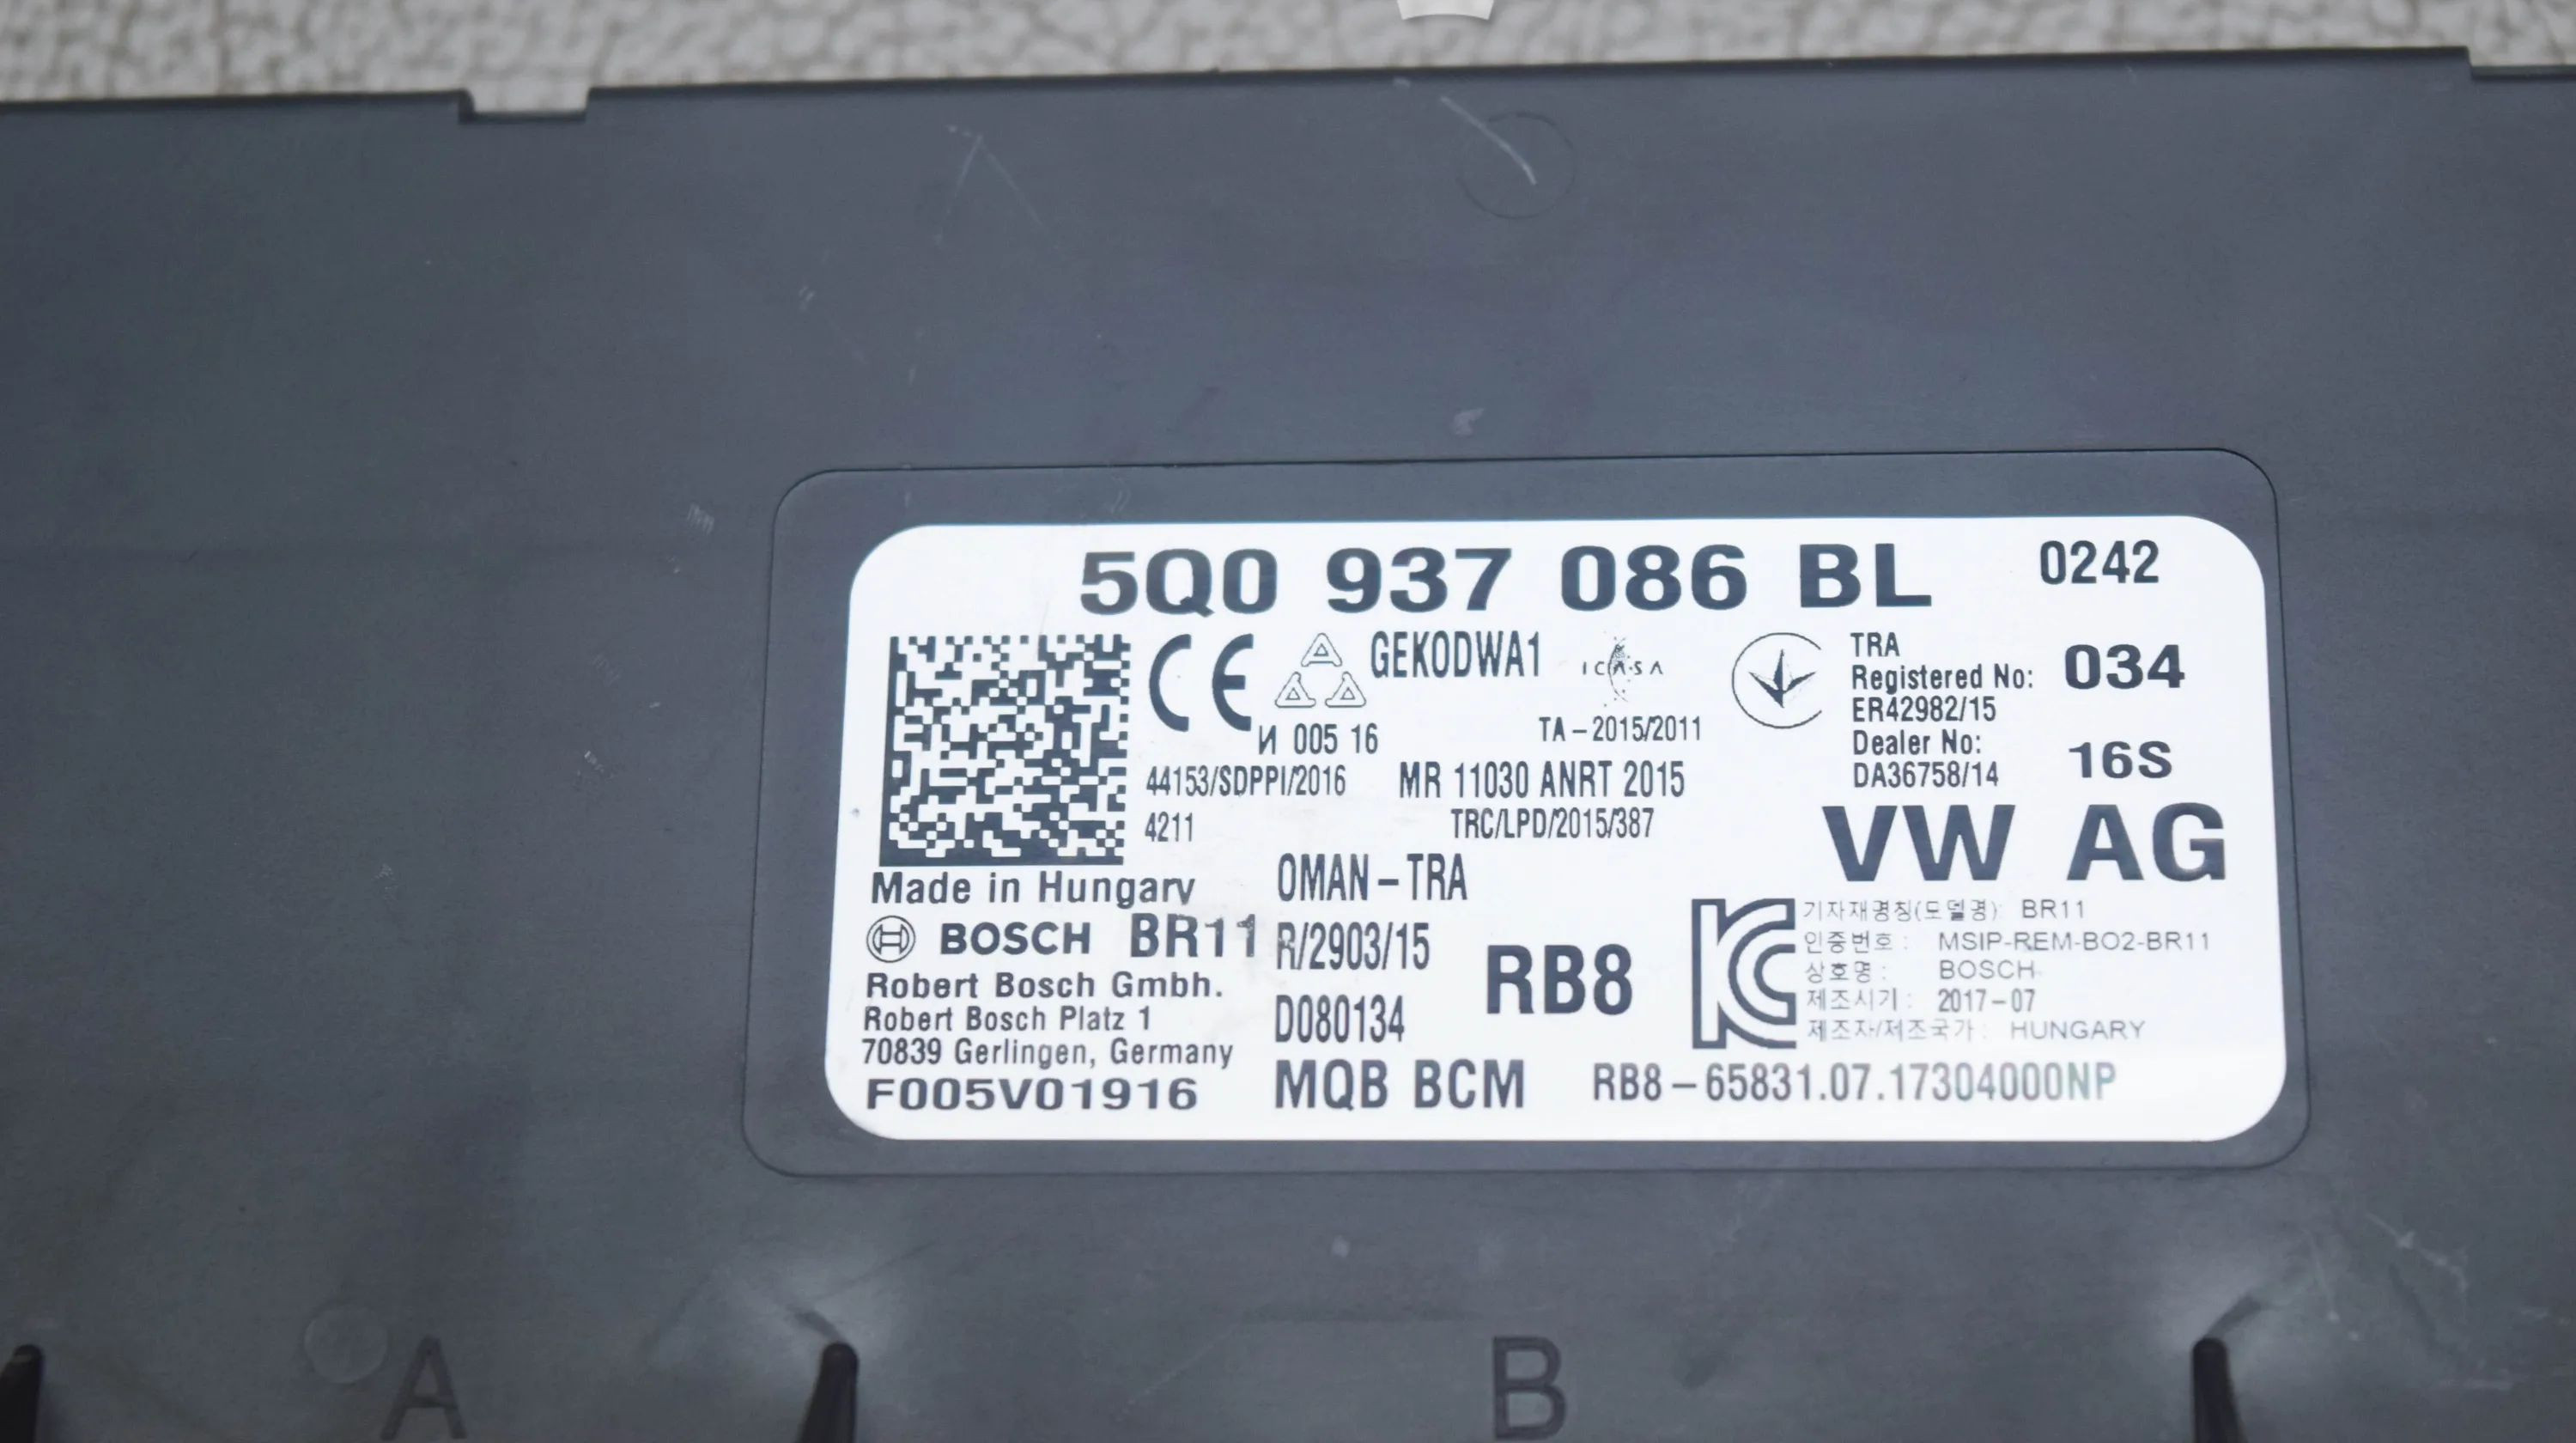 5Q0 937 086 BL 0242
CE
GEKODWA1
ICASA
И 005 16
TA-2015/2011
TRA
Registered No:
ER42982/15
Dealer No:
DA36758/14
034
16S
44153/SDPPI/2016
4211
MR 11030 ANRT 2015
TRC/LPD/2015/387
VW AG
Made in Hungary
BOSCH BR11
Robert Bosch Gmbh.
Robert Bosch Platz 1
70839 Gerlingen, Germany
F005V01916
OMAN-TRA
R/2903/15
D080134
MQB BCM
RB8
기자재명칭(모델명): BR11
인증번호: MSIP-REM-BO2-BR11
상호명: BOSCH
제조시기: 2017-07
제조자/제조국가: HUNGARY
RB8-65831.07.17304000NP
A
B